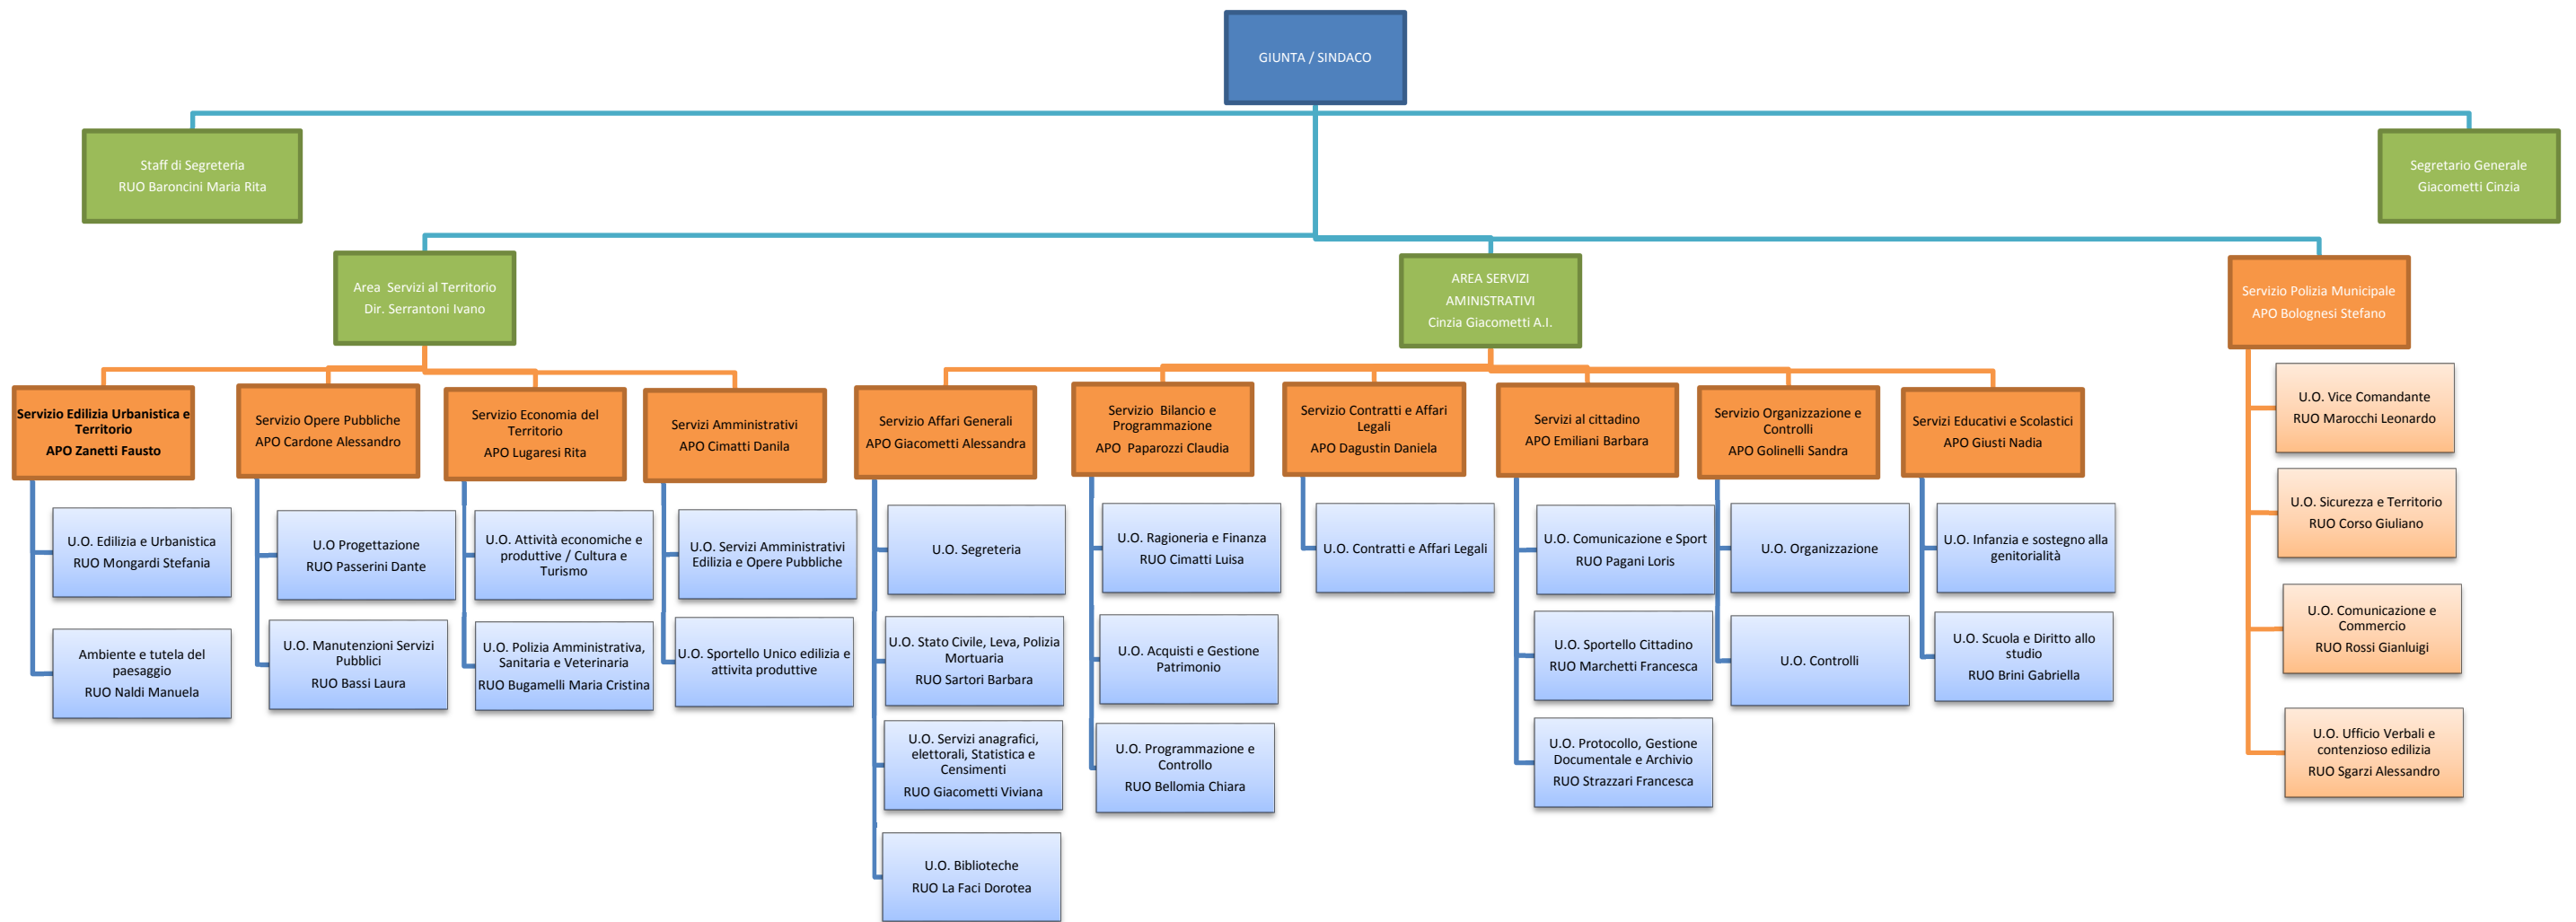 GIUNTA / SINDACO
Staff di Segreteria
RUO Baroncini Maria Rita
Segretario Generale
Giacometti Cinzia
Area  Servizi al Territorio
Dir. Serrantoni Ivano
AREA SERVIZI
AMINISTRATIVI
Cinzia Giacometti A.I.
Servizio Polizia Municipale
APO Bolognesi Stefano
Servizio Edilizia Urbanistica e
Territorio
APO Zanetti Fausto
Servizio Opere Pubbliche
APO Cardone Alessandro
Servizio Economia del
Territorio
APO Lugaresi Rita
Servizi Amministrativi
APO Cimatti Danila
Servizio Affari Generali
APO Giacometti Alessandra
Servizio  Bilancio e
Programmazione
APO  Paparozzi Claudia
Servizio Contratti e Affari
Legali
APO Dagustin Daniela
Servizi al cittadino
APO Emiliani Barbara
Servizio Organizzazione e
Controlli
APO Golinelli Sandra
Servizi Educativi e Scolastici
APO Giusti Nadia
U.O. Vice Comandante
RUO Marocchi Leonardo
U.O. Sicurezza e Territorio
RUO Corso Giuliano
U.O. Comunicazione e
Commercio
RUO Rossi Gianluigi
U.O. Ufficio Verbali e
contenzioso edilizia
RUO Sgarzi Alessandro
U.O. Edilizia e Urbanistica
RUO Mongardi Stefania
Ambiente e tutela del
paesaggio
RUO Naldi Manuela
U.O Progettazione
RUO Passerini Dante
U.O. Manutenzioni Servizi
Pubblici
RUO Bassi Laura
U.O. Attività economiche e
produttive / Cultura e
Turismo
U.O. Polizia Amministrativa,
Sanitaria e Veterinaria
RUO Bugamelli Maria Cristina
U.O. Servizi Amministrativi
Edilizia e Opere Pubbliche
U.O. Sportello Unico edilizia e
attivita produttive
U.O. Segreteria
U.O. Stato Civile, Leva, Polizia
Mortuaria
RUO Sartori Barbara
U.O. Servizi anagrafici,
elettorali, Statistica e
Censimenti
RUO Giacometti Viviana
U.O. Biblioteche
RUO La Faci Dorotea
U.O. Ragioneria e Finanza
RUO Cimatti Luisa
U.O. Acquisti e Gestione
Patrimonio
U.O. Programmazione e
Controllo
RUO Bellomia Chiara
U.O. Contratti e Affari Legali
U.O. Comunicazione e Sport
RUO Pagani Loris
U.O. Sportello Cittadino
RUO Marchetti Francesca
U.O. Protocollo, Gestione
Documentale e Archivio
RUO Strazzari Francesca
U.O. Organizzazione
U.O. Controlli
U.O. Infanzia e sostegno alla
genitorialità
U.O. Scuola e Diritto allo
studio
RUO Brini Gabriella